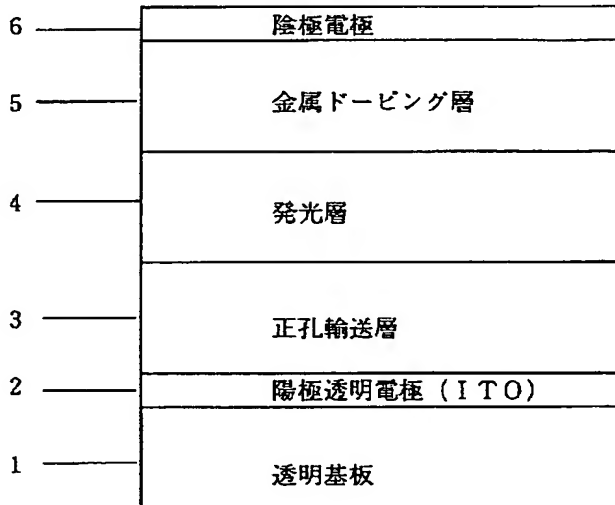 6 陰極電極
5 金属ドーピング層
4 発光層
3 正孔輸送層
2 陽極透明電極（ITO）
1 透明基板